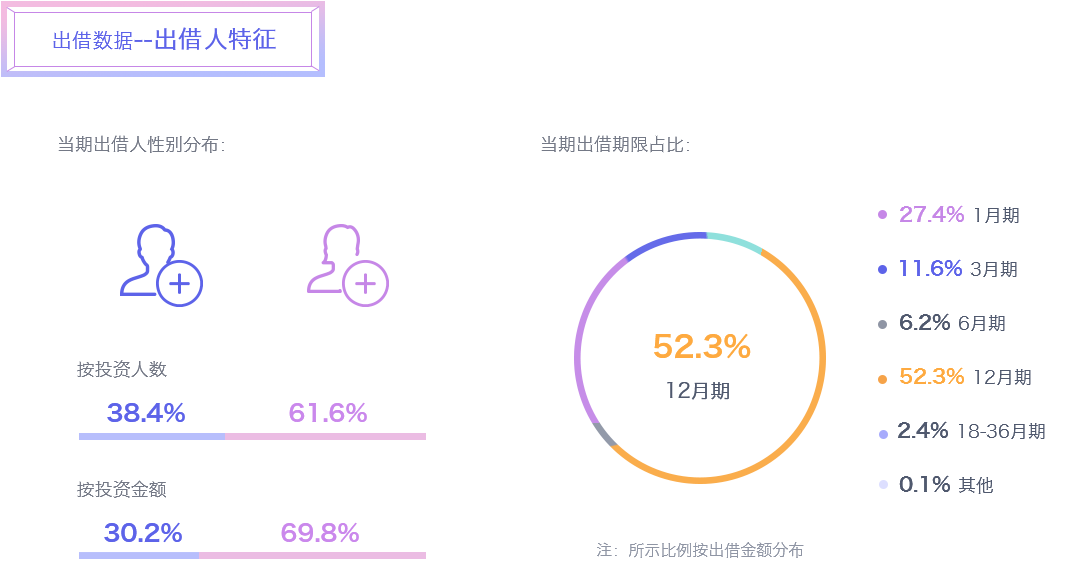 出借数据--出借人特征
当期出借人性别分布:
按投资人数
38.4% 61.6%
按投资金额
30.2% 69.8%
当期出借期限占比:
52.3%
12月期
27.4% 1月期
11.6% 3月期
6.2% 6月期
52.3% 12月期
2.4% 18-36月期
0.1% 其他
注：所示比例按出借金额分布